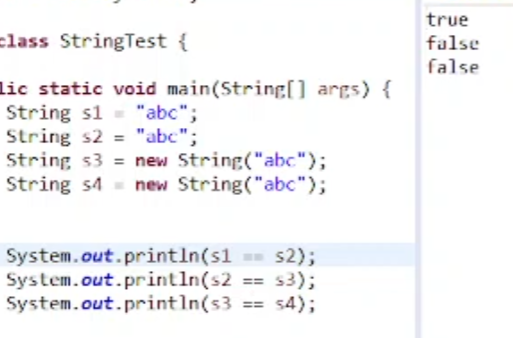 class StringTest {
lic static void main(String[] args) {
String s1 = "abc";
String s2 = "abc";
String s3 = new String("abc");
String s4 = new String("abc");
System.out.println(s1 == s2);
System.out.println(s2 == s3);
System.out.println(s3 == s4);
true
false
false